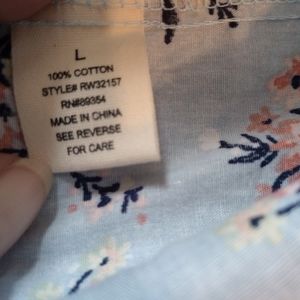 L
100% COTTON
STYLE# RW32157
RN#89354
MADE IN CHINA
SEE REVERSE
FOR CARE